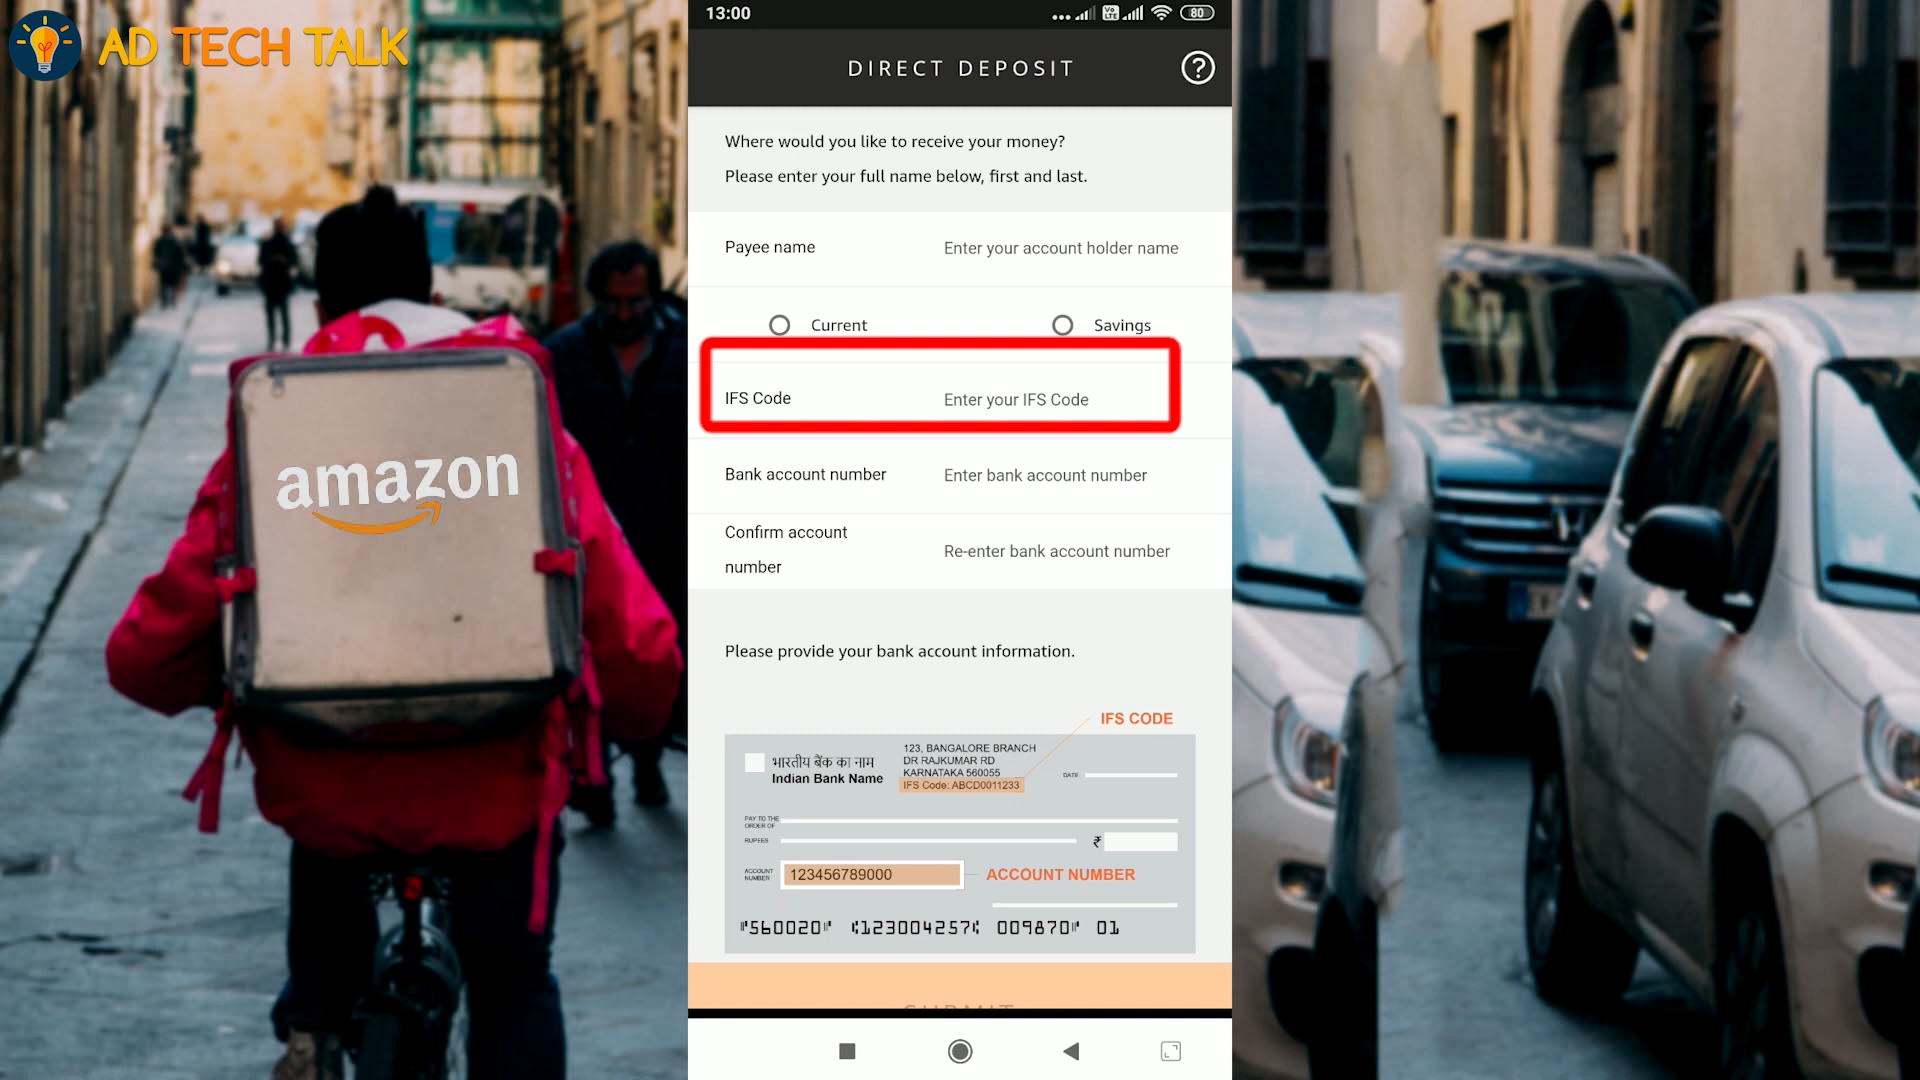 AD TECH TALK
amazon
13:00
Vo LTE
80
DIRECT DEPOSIT
?
Where would you like to receive your money?
Please enter your full name below, first and last.
Payee name
Enter your account holder name
Current
Savings
IFS Code
Enter your IFS Code
Bank account number
Enter bank account number
Confirm account
number
Re-enter bank account number
Please provide your bank account information.
IFS CODE
भारतीय बैंक का नाम
Indian Bank Name
123, BANGALORE BRANCH
DR RAJKUMAR RD
KARNATAKA 560055
IFS Code: ABCD0011233
DATE
PAY TO THE
ORDER OF
RUPEES
₹
ACCOUNT
NUMBER
123456789000
ACCOUNT NUMBER
⑈560020⑈ ⑆123004257⑆ 009870⑈ 01
SUBMIT